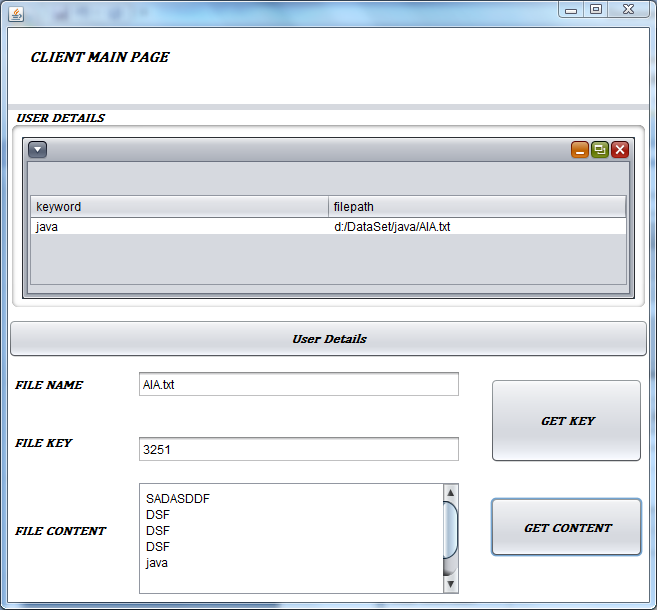 CLIENT MAIN PAGE
USER DETAILS
keyword filepath
java d:/DataSet/java/AIA.txt
User Details
FILE NAME AIA.txt
GET KEY
FILE KEY 3251
FILE CONTENT
SADASDDF
DSF
DSF
DSF
java
GET CONTENT